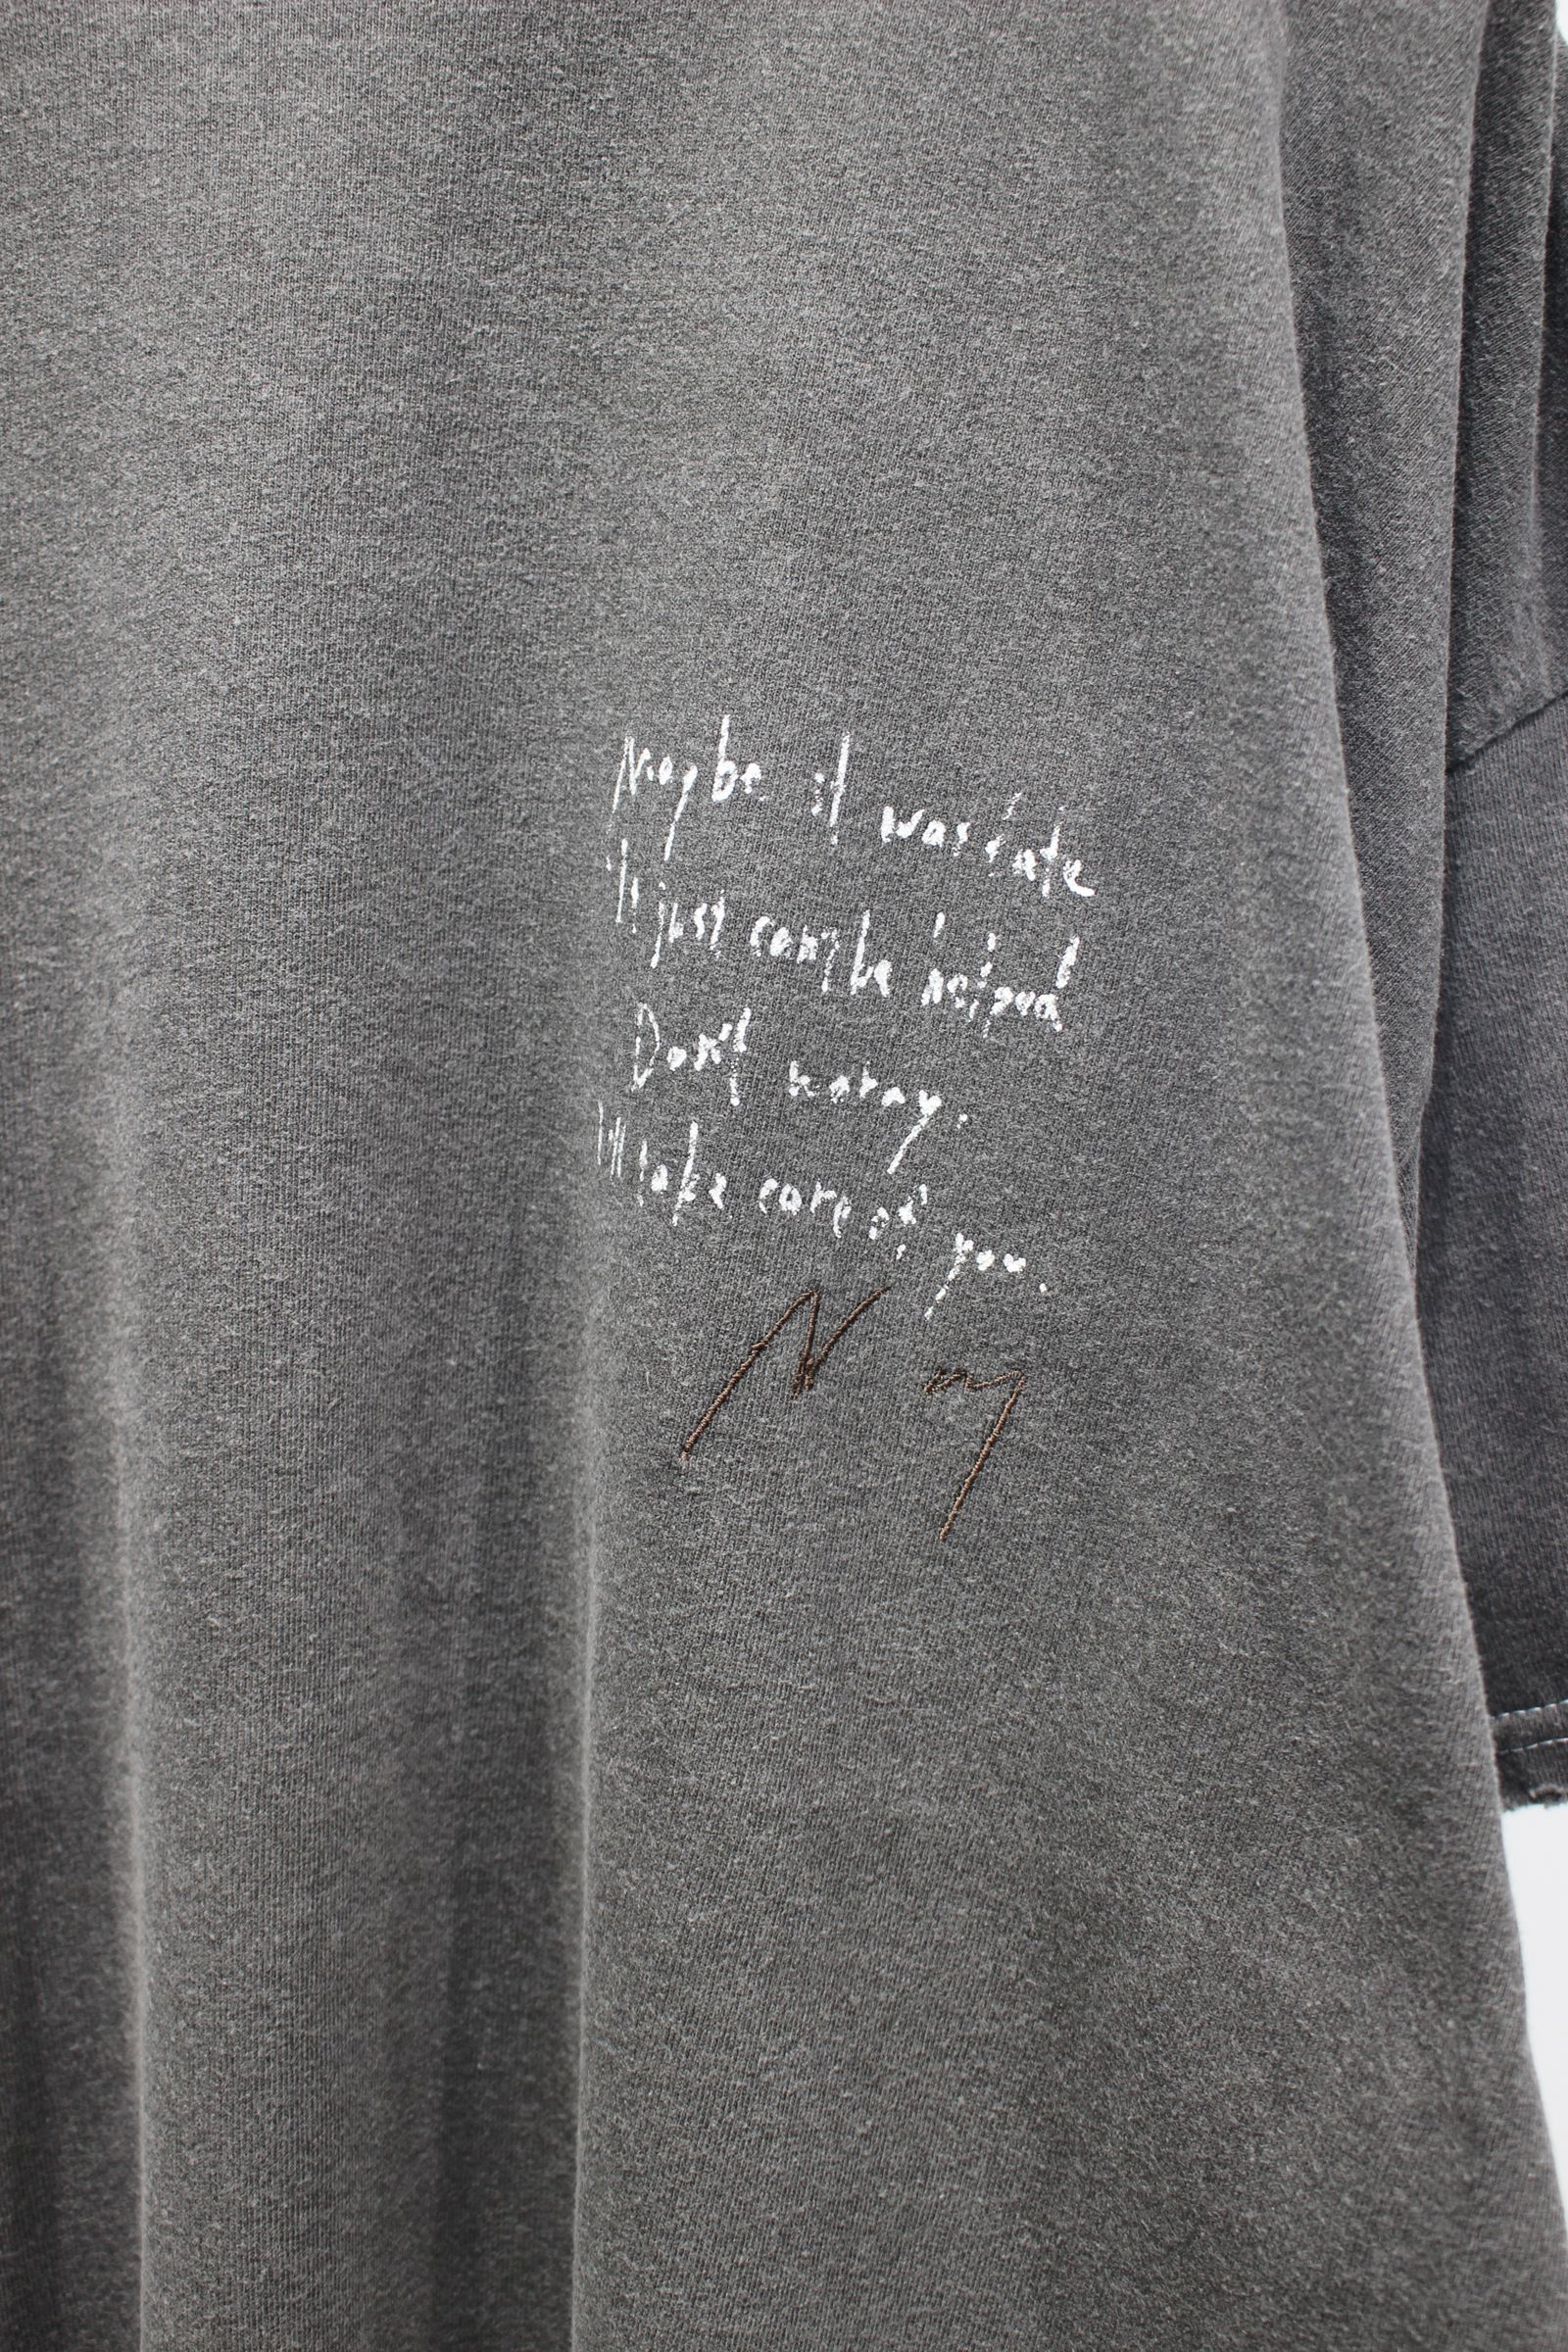 Maybe it was fate
It just can't be helped
Don't worry.
I'll take care of you.